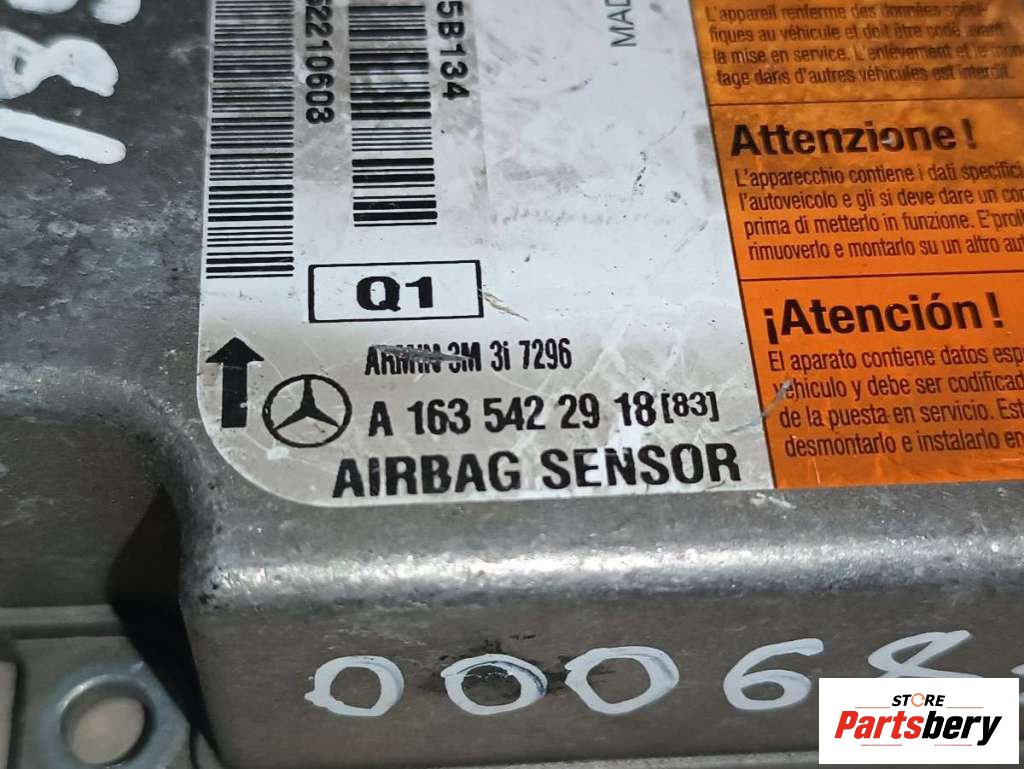 5B134
MAD
Q1
ARMIN 3M 3i 7296
A 163 542 29 18 [83]
AIRBAG SENSOR
L'appareil renferme des données spéci-
fiques au véhicule et doit être codé avant
la mise en service. L'enlèvement et le mon-
tage dans d'autres véhicules est interdit.
Attenzione !
L'apparecchio contiene i dati specifici
l'autoveicolo e gli si deve dare un co
prima di metterlo in funzione. E'proi
rimuoverlo e montarlo su un altro aut
¡Atención !
El aparato contiene datos espe
vehículo y debe ser codificad
de la puesta en servicio. Est
desmontarlo e instalarlo en
00068
STORE
Partsbery